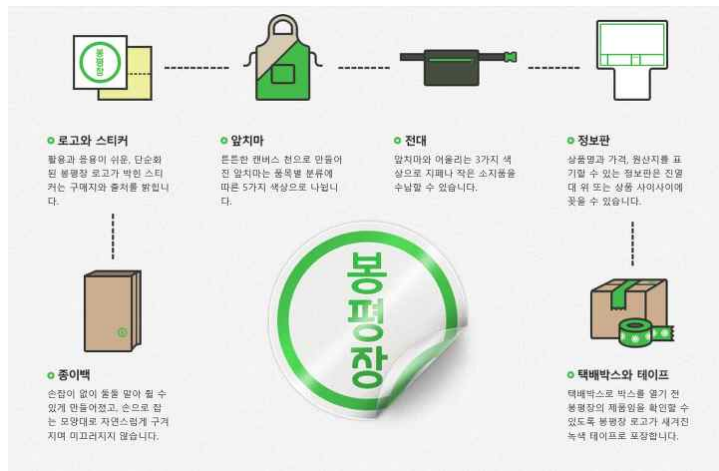 로고와 스티커
활용과 응용이 쉬운, 단순화
된 봉평장 로고가 박힌 스티
커는 구매지와 출처를 밝힙니
다.
앞치마
튼튼한 캔버스 천으로 만들어
진 앞치마는 품목별 분류에
따른 5가지 색상으로 나뉩니
다.
전대
앞치마와 어울리는 3가지 색
상으로 지폐나 작은 소지품을
수납할 수 있습니다.
정보판
상품명과 가격, 원산지를 표
기할 수 있는 정보판은 진열
대 위 또는 상품 사이사이에
꽂을 수 있습니다.
종이백
손잡이 없이 둘둘 말아 쥘 수
있게 만들어졌고, 손으로 잡
는 모양대로 자연스럽게 구겨
지며 미끄러지지 않습니다.
봉평장
택배박스와 테이프
택배박스로 박스를 열기 전
봉평장의 제품임을 확인할 수
있도록 봉평장 로고가 새겨진
녹색 테이프로 포장합니다.
봉평장